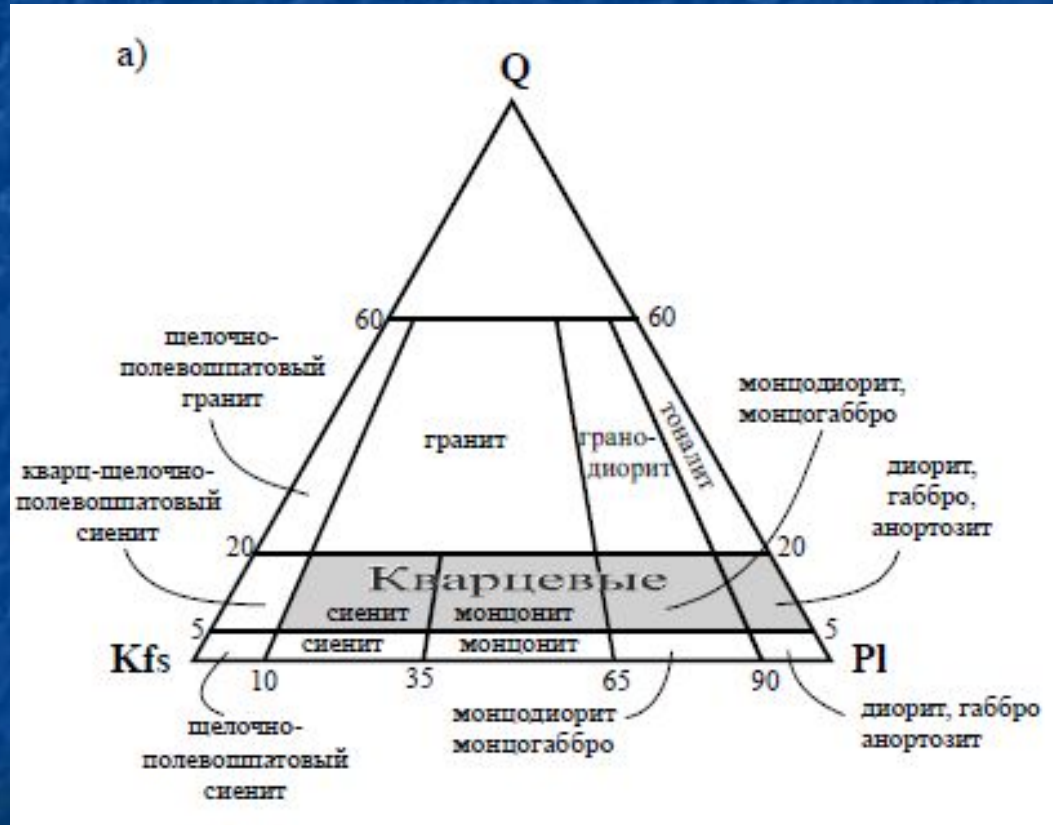 а)
Q
60
60
щелочно-
полевошпатовый
гранит
монцодиорит,
монцогаббро
гранит
грано-
диорит
тоналит
кварц-щелочно-
полевошпатовый
сиенит
диорит,
габбро,
анортозит
20
20
Кварцевые
сиенит
монцонит
5
5
сиенит
монцонит
Kfs
Pl
10
35
65
90
щелочно-
полевошпатовый
сиенит
монцодиорит
монцогаббро
диорит, габбро
анортозит